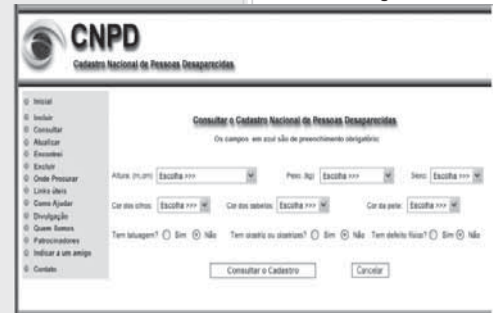 CNPD
Cadastro Nacional de Pessoas Desaparecidas
Inicial
Incluir
Consultar
Atualizar
Encontrei
Excluir
Onde Procurar
Links úteis
Como Ajudar
Divulgação
Quem Somos
Patrocinadores
Indicar a um amigo
Contato
Consultar o Cadastro Nacional de Pessoas Desaparecidas
Os campos em azul são de preenchimento obrigatório:
Altura: (m,cm) Escolha >>> Peso: (kg) Escolha >>> Sexo: Escolha >>>
Cor dos olhos: Escolha >>> Cor dos cabelos: Escolha >>> Cor da pele: Escolha >>>
Tem tatuagem? Sim Não Tem cicatriz ou cicatrizes? Sim Não Tem defeito físico? Sim Não
Consultar o Cadastro Cancelar